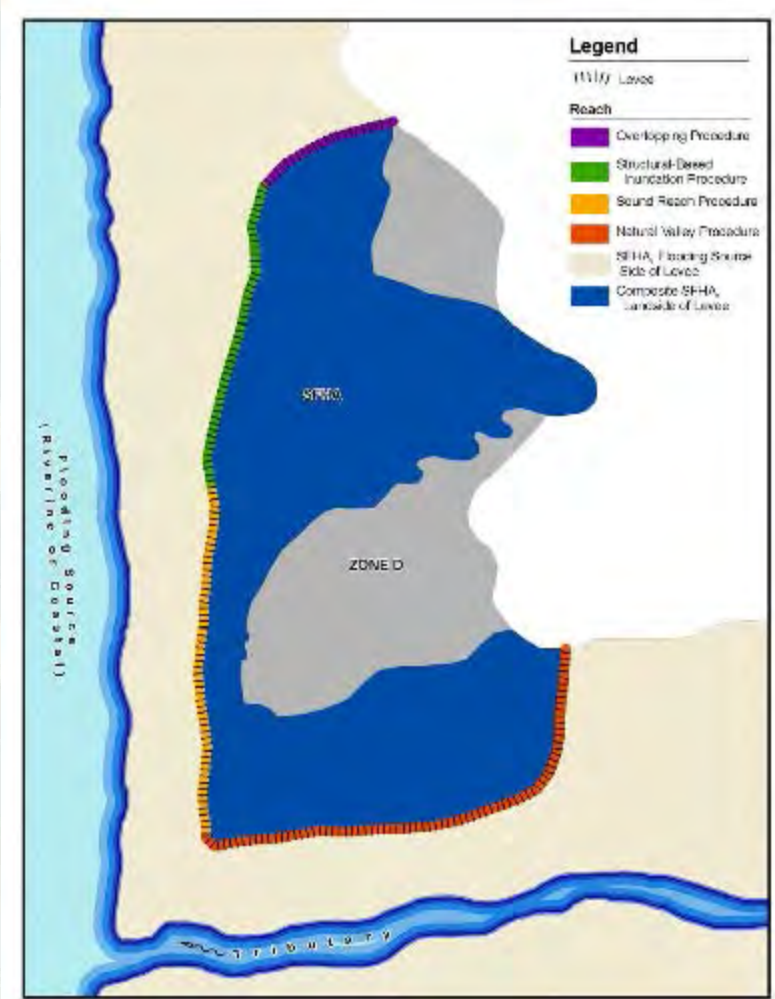 Legend
Levee
Reach
Overtopping Procedure
Structural-Based
Inundation Procedure
Sound Reach Procedure
Natural Valley Procedure
SFHA, Flooding Source
Side of Levee
Composite SFHA,
Landside of Levee
SFHA
ZONE D
Flooding Source
(Riverine or Coastal)
Tributary